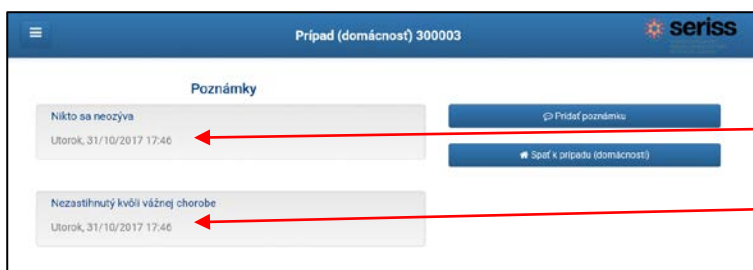 Prípad (domácnosť) 300003
seriss
Poznámky
Nikto sa neozýva
Utorok, 31/10/2017 17:46
Pridať poznámku
Späť k prípadu (domácnosti)
Nezastihnutý kvôli vážnej chorobe
Utorok, 31/10/2017 17:46